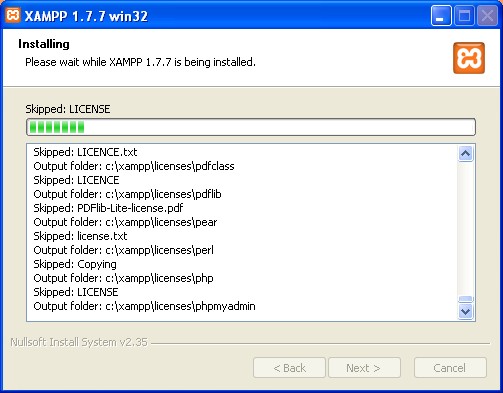 XAMPP 1.7.7 win32
Installing
Please wait while XAMPP 1.7.7 is being installed.
Skipped: LICENSE
Skipped: LICENCE.txt
Output folder: c:\xampp\licenses\pdfclass
Skipped: LICENCE
Output folder: c:\xampp\licenses\pdflib
Skipped: PDFlib-Lite-license.pdf
Output folder: c:\xampp\licenses\pear
Skipped: license.txt
Output folder: c:\xampp\licenses\perl
Skipped: Copying
Output folder: c:\xampp\licenses\php
Skipped: LICENSE
Output folder: c:\xampp\licenses\phpmyadmin
Nullsoft Install System v2.35
< Back
Next >
Cancel